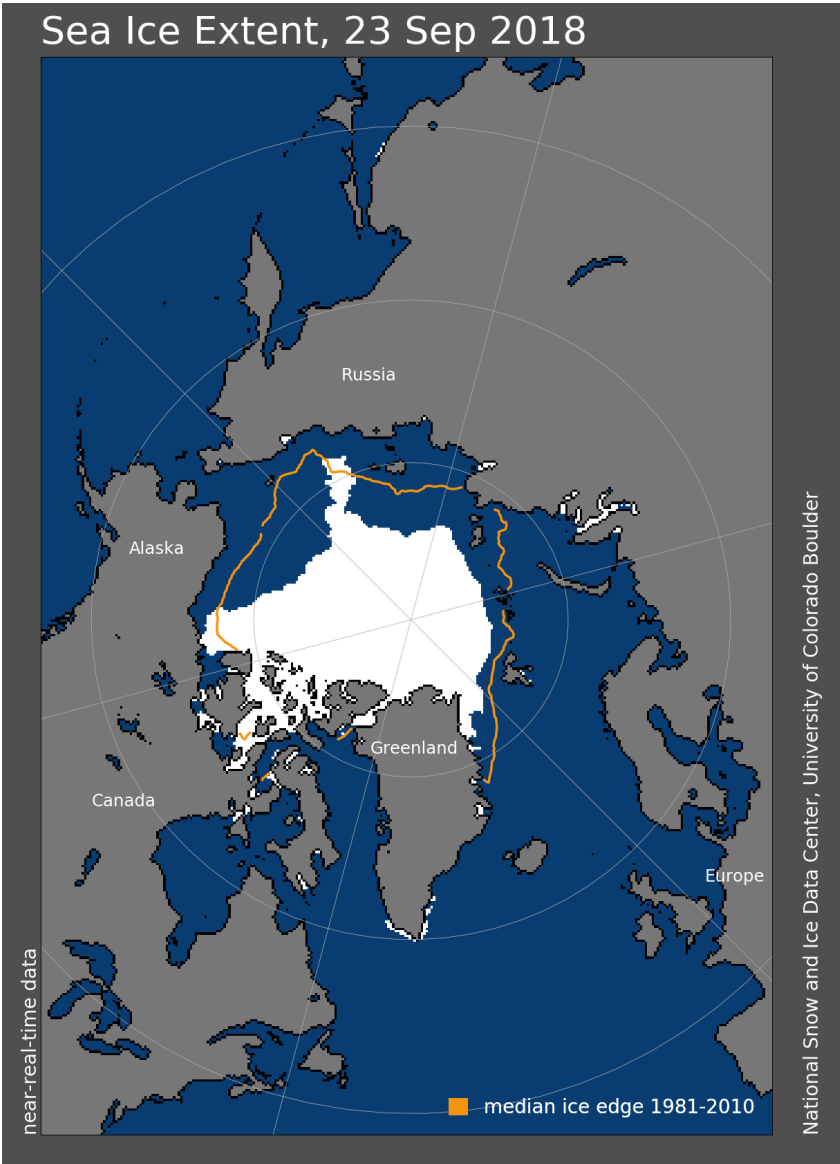 Sea Ice Extent, 23 Sep 2018
Russia
Alaska
Greenland
Canada
Europe
near-real-time data
National Snow and Ice Data Center, University of Colorado Boulder
median ice edge 1981-2010